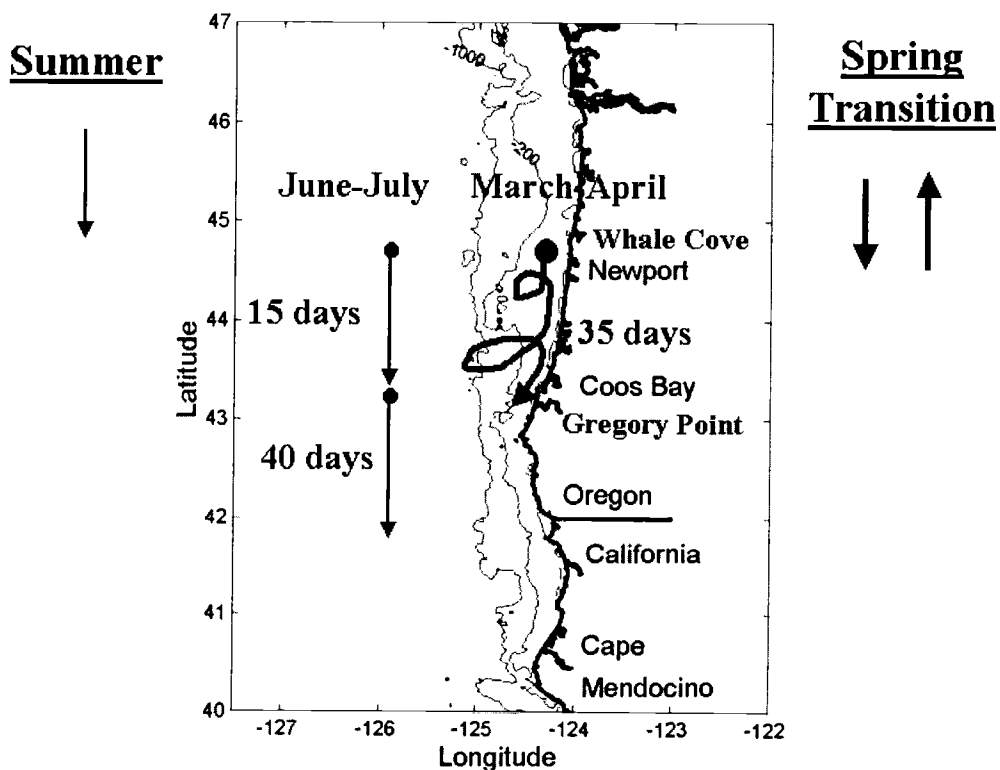 Summer
Spring
Transition
47
46
45
44
43
42
41
40
Latitude
-127
-126
-125
-124
-123
-122
Longitude
-1000
-200
June-July
March-April
Whale Cove
Newport
15 days
35 days
Coos Bay
Gregory Point
40 days
Oregon
California
Cape
Mendocino